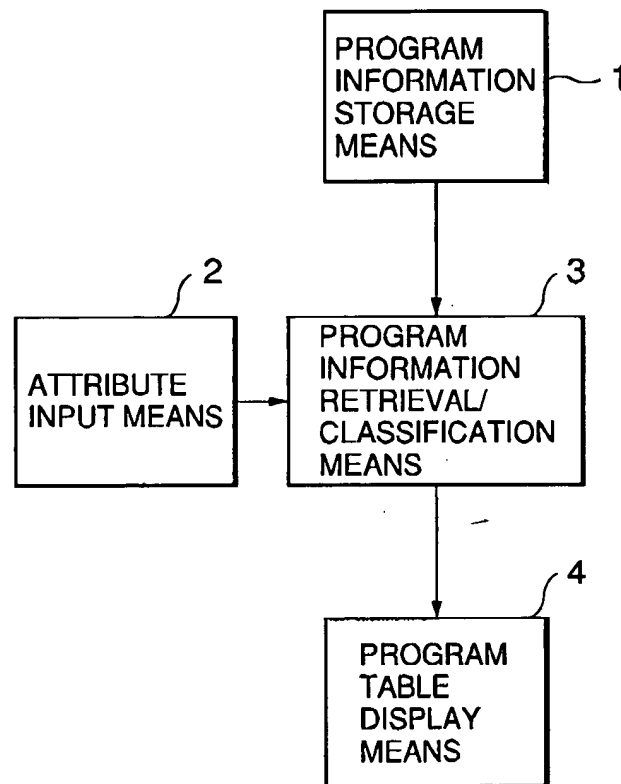 PROGRAM
INFORMATION
STORAGE
MEANS
1
2
ATTRIBUTE
INPUT MEANS
3
PROGRAM
INFORMATION
RETRIEVAL/
CLASSIFICATION
MEANS
4
PROGRAM
TABLE
DISPLAY
MEANS